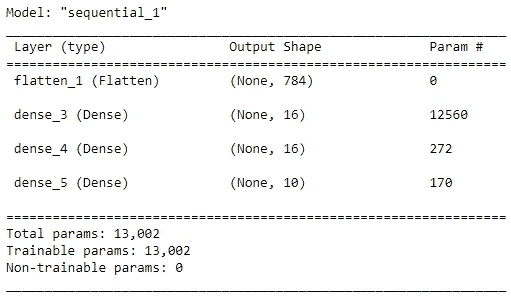 Model: "sequential_1"
_________________________________________________________________
Layer (type)                Output Shape              Param #
=================================================================
flatten_1 (Flatten)         (None, 784)               0
dense_3 (Dense)             (None, 16)                12560
dense_4 (Dense)             (None, 16)                272
dense_5 (Dense)             (None, 10)                170
=================================================================
Total params: 13,002
Trainable params: 13,002
Non-trainable params: 0
_________________________________________________________________